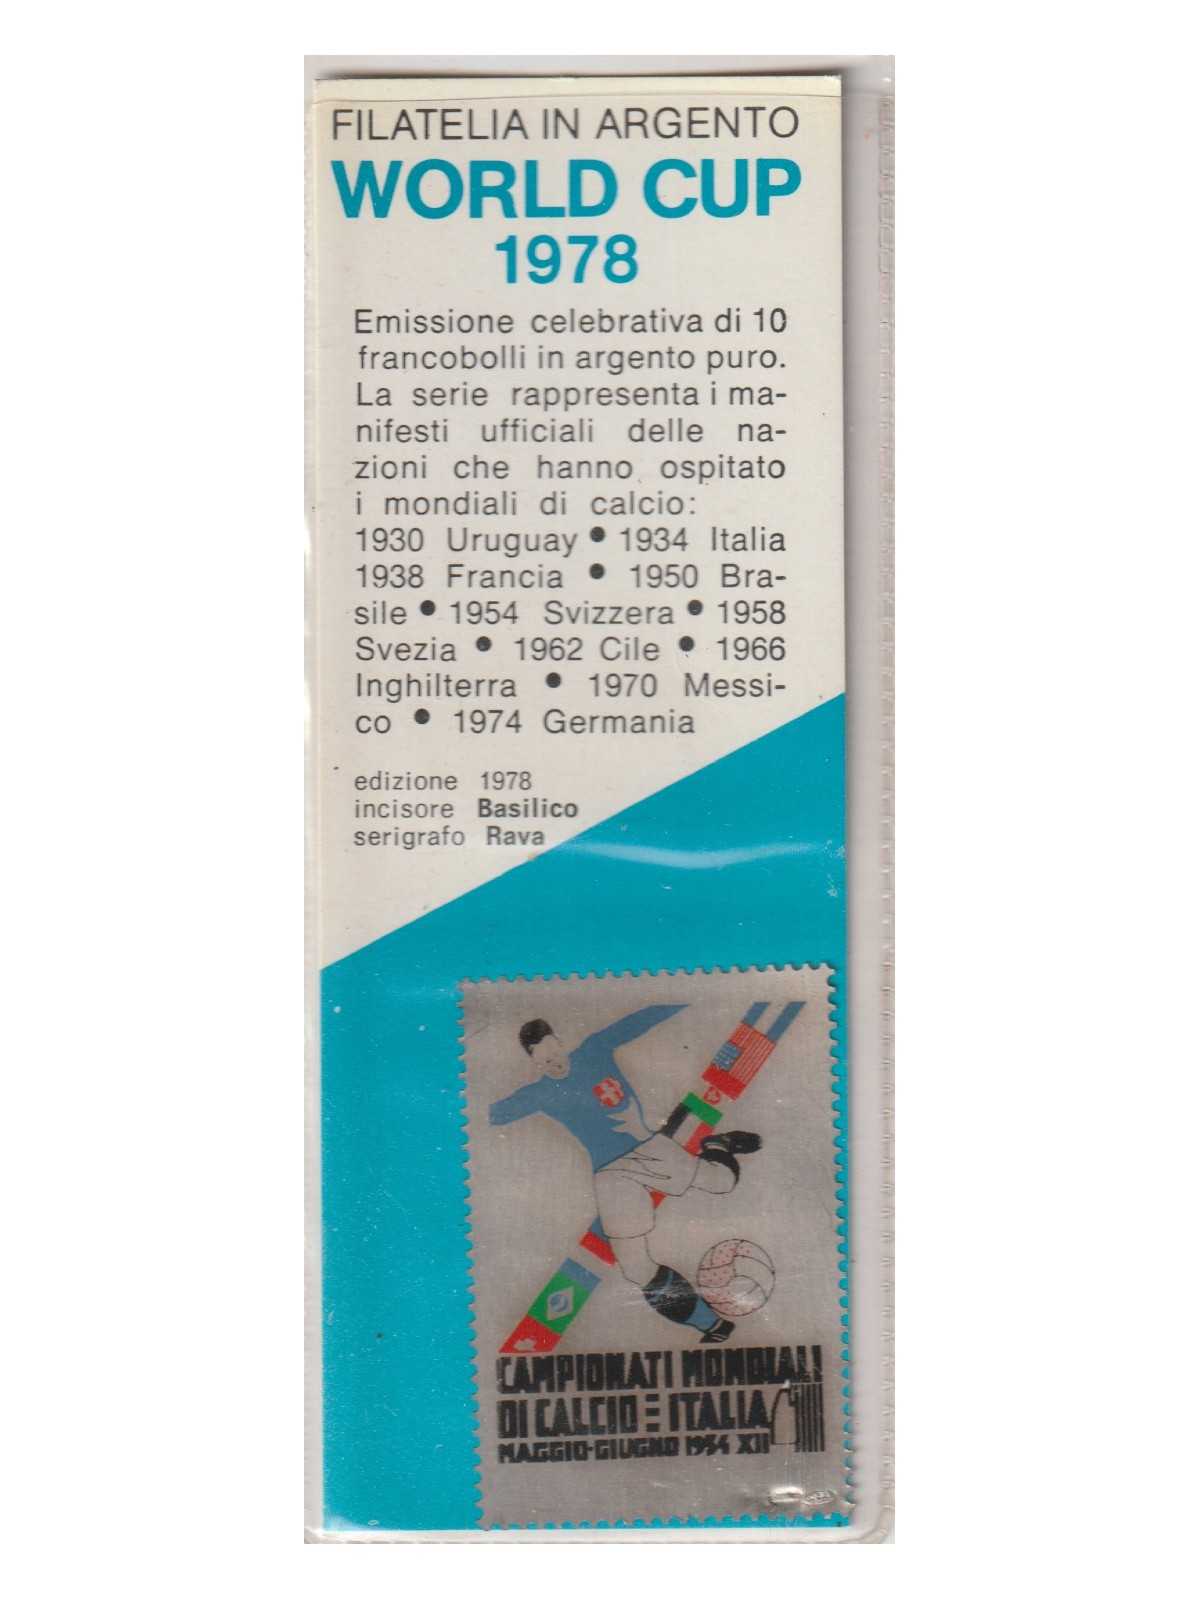 FILATELIA IN ARGENTO
WORLD CUP
1978
Emissione celebrativa di 10
francobolli in argento puro.
La serie rappresenta i ma-
nifesti ufficiali delle na-
zioni che hanno ospitato
i mondiali di calcio:
1930 Uruguay • 1934 Italia
1938 Francia • 1950 Bra-
sile • 1954 Svizzera • 1958
Svezia • 1962 Cile • 1966
Inghilterra • 1970 Messi-
co • 1974 Germania
edizione 1978
incisore Basilico
serigrafo Rava
CAMPIONATI MONDIALI
DI CALCIO = ITALIA
MAGGIO-GIUGNO 1934 XII